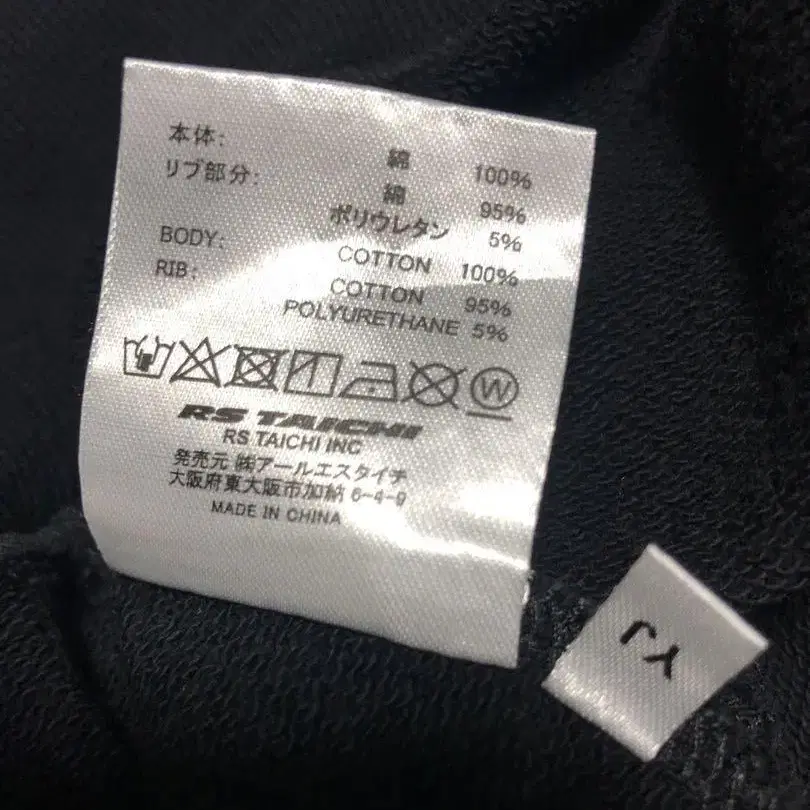 本体: 綿 100%
リブ部分: 綿 95%
ポリウレタン 5%
BODY: COTTON 100%
RIB: COTTON 95%
POLYURETHANE 5%
W
RS TAICHI
RS TAICHI INC
発売元 ㈱アールエスタイチ
大阪府東大阪市加納 6-4-9
MADE IN CHINA